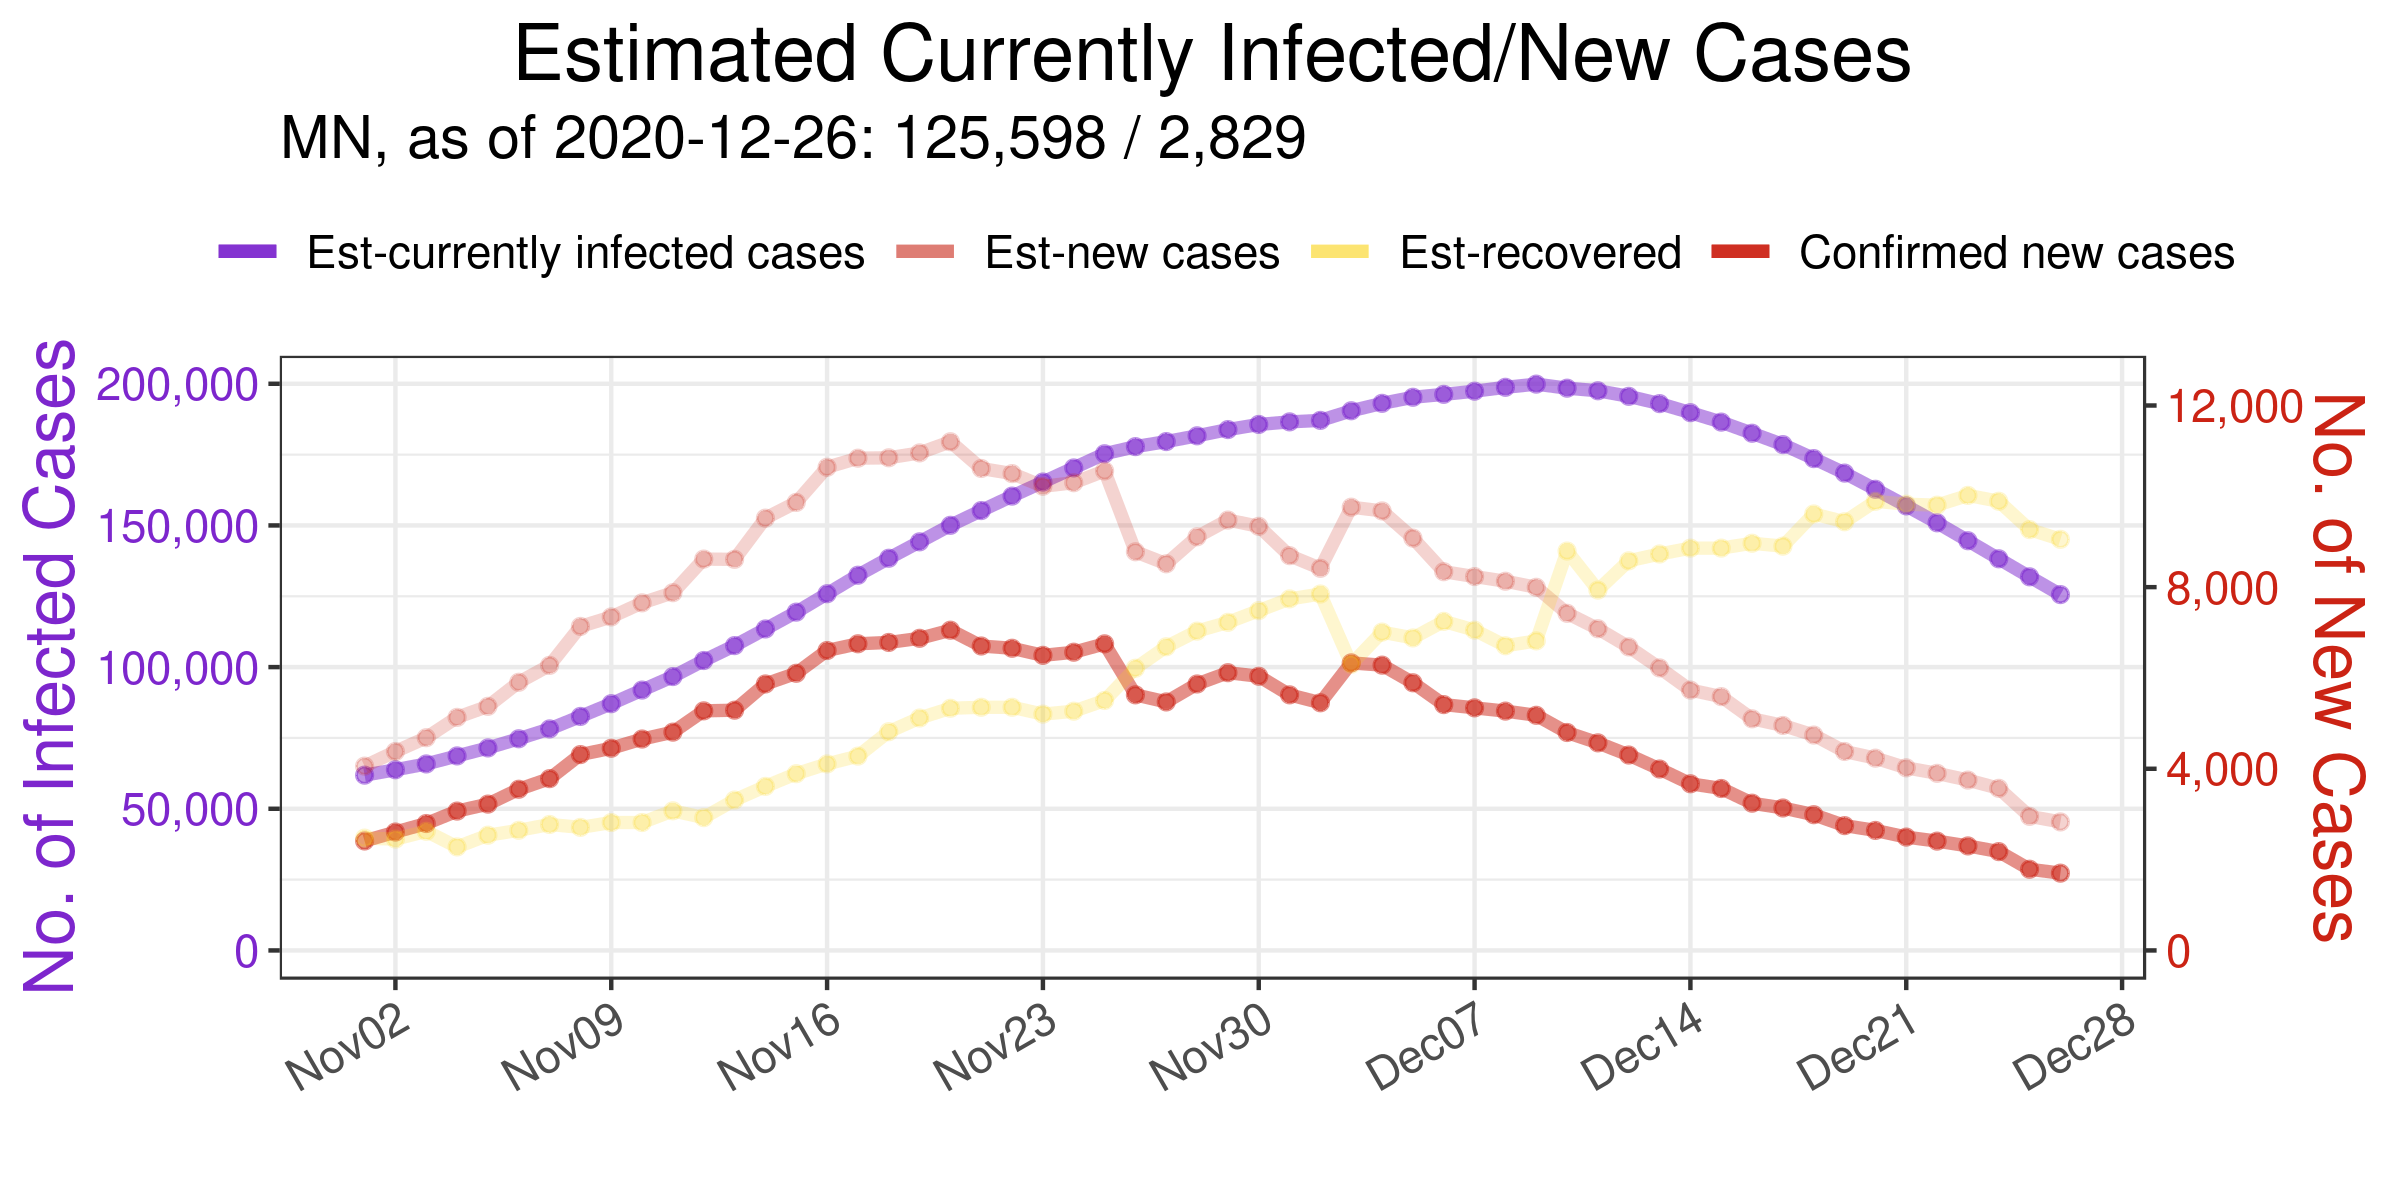 Estimated Currently Infected/New Cases
MN, as of 2020-12-26: 125,598 / 2,829
Est-currently infected cases Est-new cases Est-recovered Confirmed new cases
No. of Infected Cases
200,000
150,000
100,000
50,000
0
12,000
8,000
4,000
0
No. of New Cases
Nov02 Nov09 Nov16 Nov23 Nov30 Dec07 Dec14 Dec21 Dec28